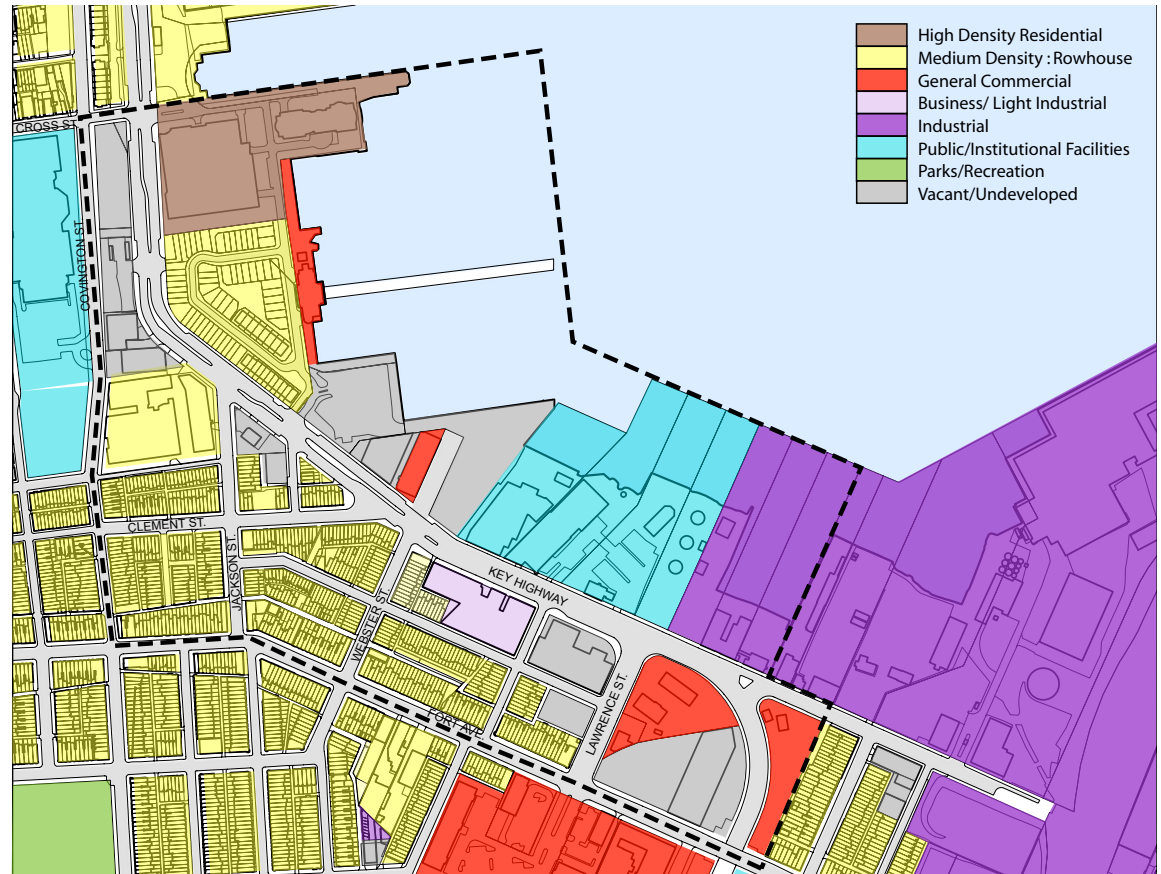 High Density Residential
Medium Density : Rowhouse
General Commercial
Business/ Light Industrial
Industrial
Public/Institutional Facilities
Parks/Recreation
Vacant/Undeveloped
CROSS ST.
COVINGTON ST.
CLEMENT ST.
JACKSON ST.
WEBSTER ST.
KEY HIGHWAY
FORT AVE.
LAWRENCE ST.